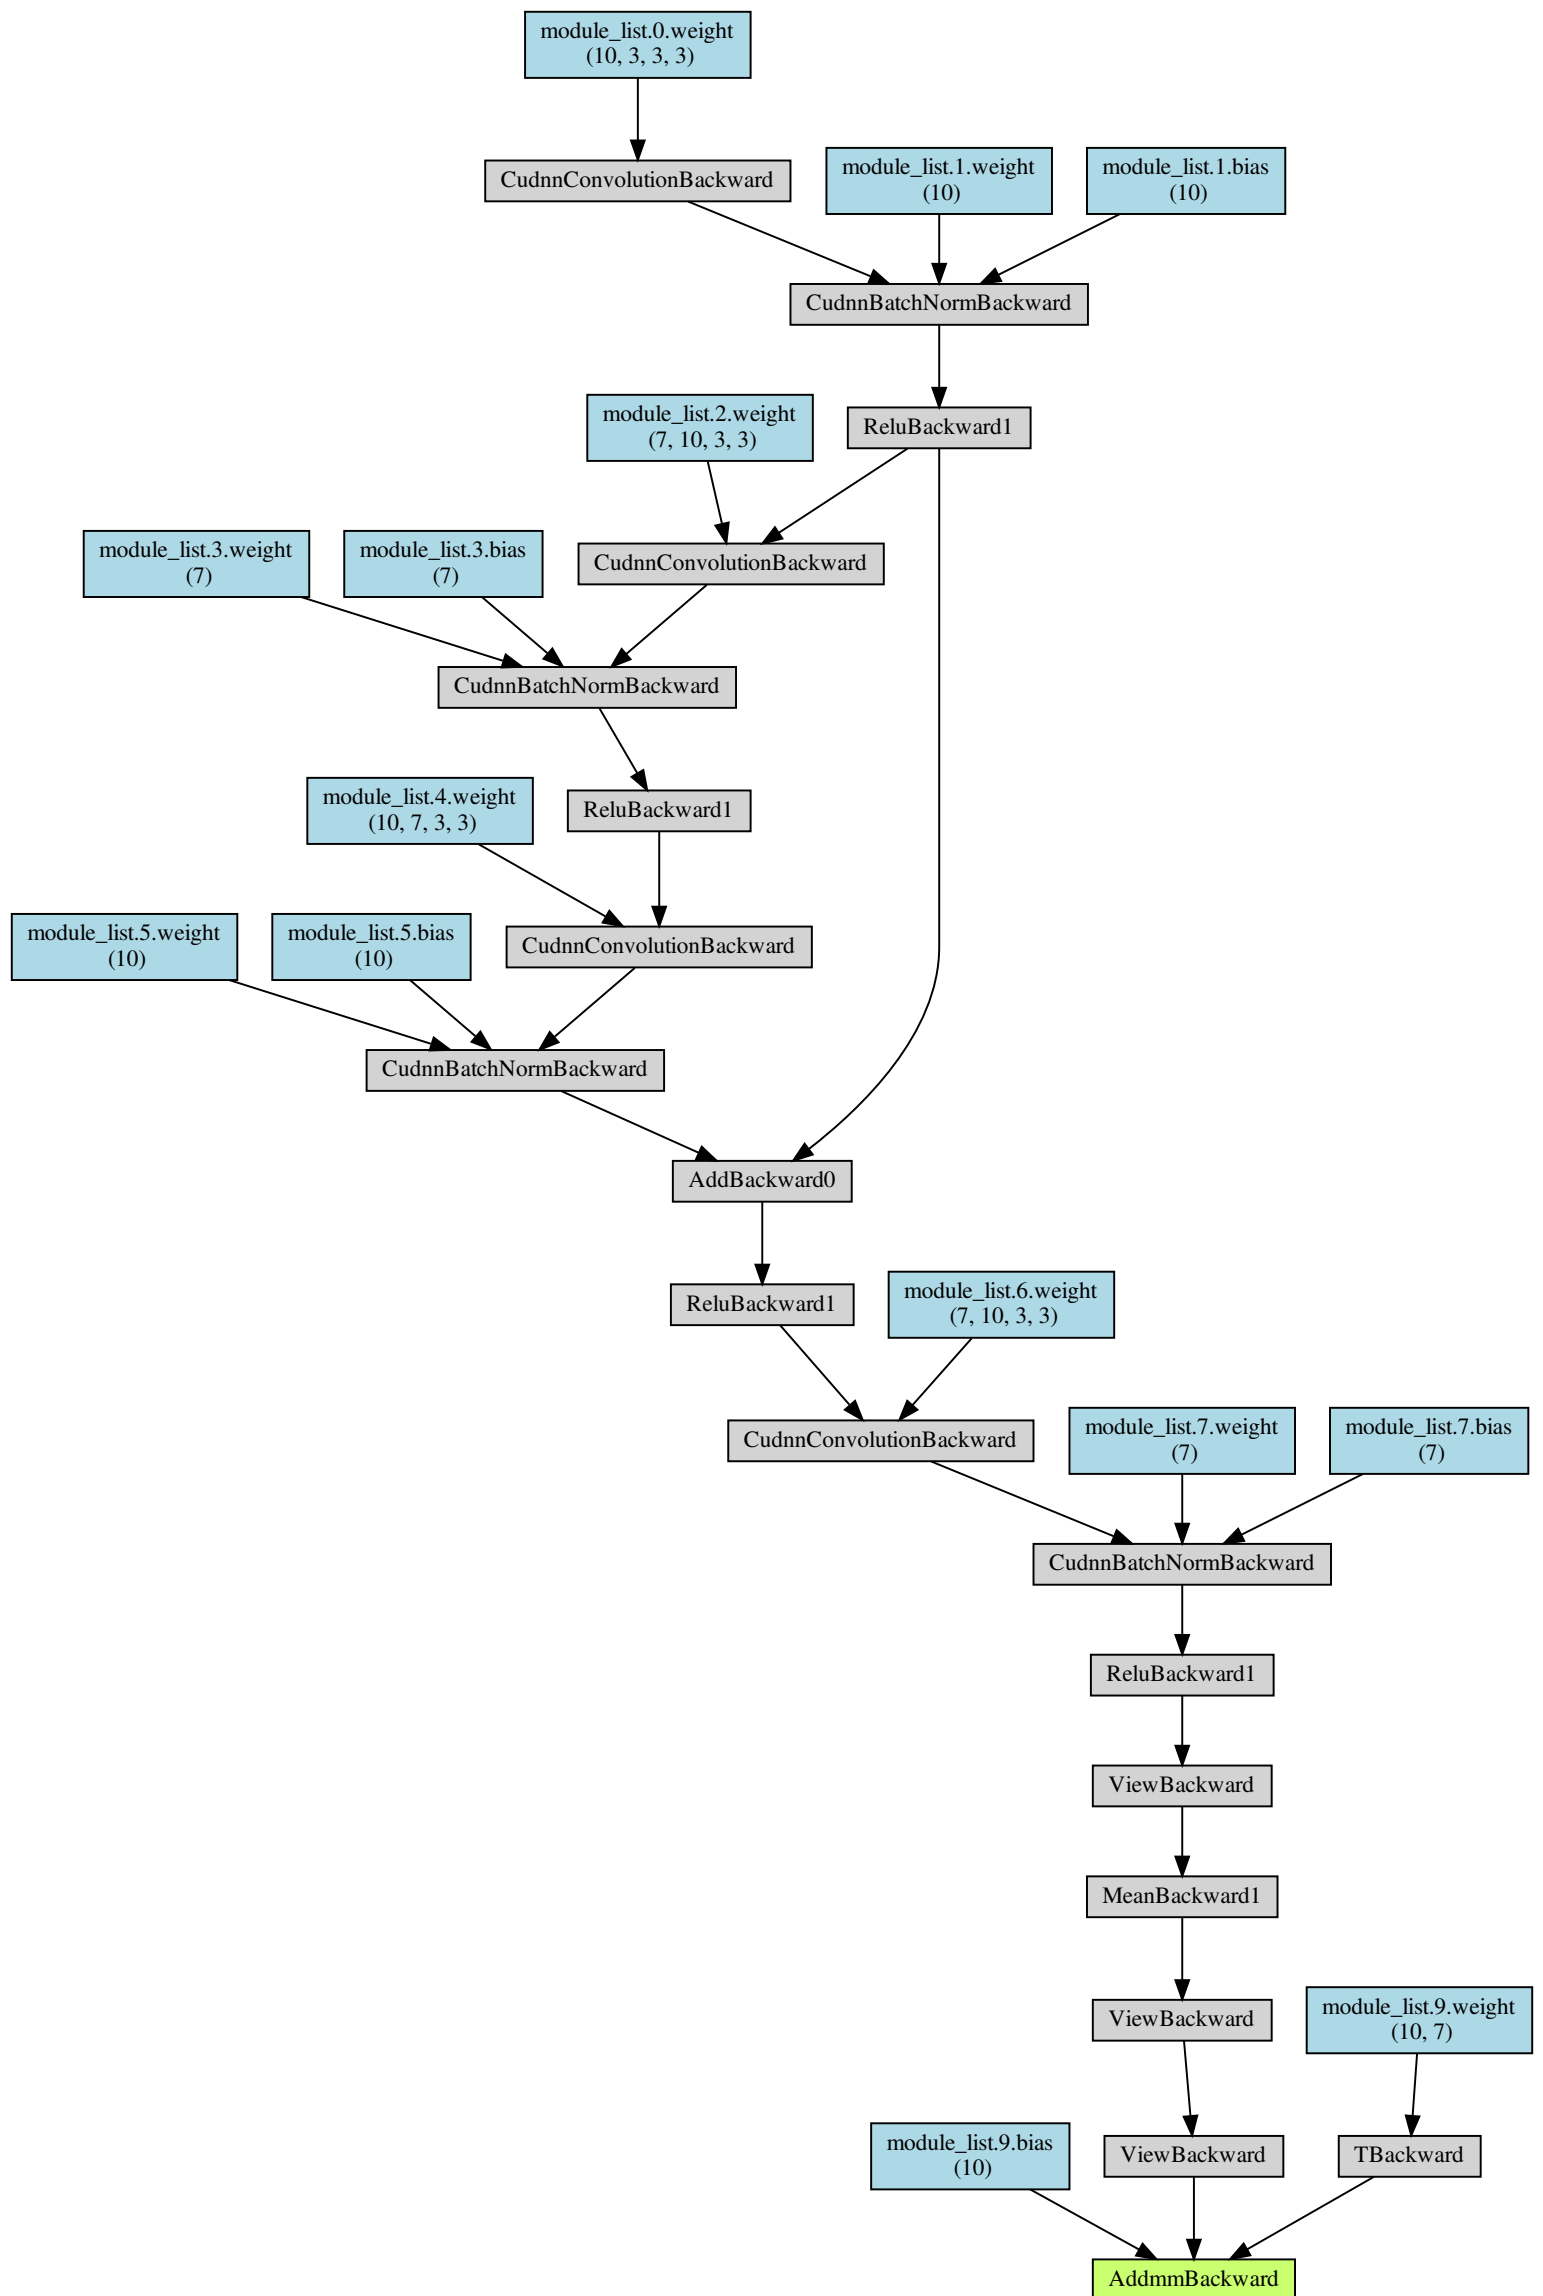 module_list.0.weight
(10, 3, 3, 3)
CudnnConvolutionBackward
module_list.1.weight
(10)
module_list.1.bias
(10)
CudnnBatchNormBackward
module_list.2.weight
(7, 10, 3, 3)
ReluBackward1
module_list.3.weight
(7)
module_list.3.bias
(7)
CudnnConvolutionBackward
CudnnBatchNormBackward
module_list.4.weight
(10, 7, 3, 3)
ReluBackward1
module_list.5.weight
(10)
module_list.5.bias
(10)
CudnnConvolutionBackward
CudnnBatchNormBackward
AddBackward0
ReluBackward1
module_list.6.weight
(7, 10, 3, 3)
CudnnConvolutionBackward
module_list.7.weight
(7)
module_list.7.bias
(7)
CudnnBatchNormBackward
ReluBackward1
ViewBackward
MeanBackward1
ViewBackward
module_list.9.weight
(10, 7)
module_list.9.bias
(10)
ViewBackward
TBackward
AddmmBackward